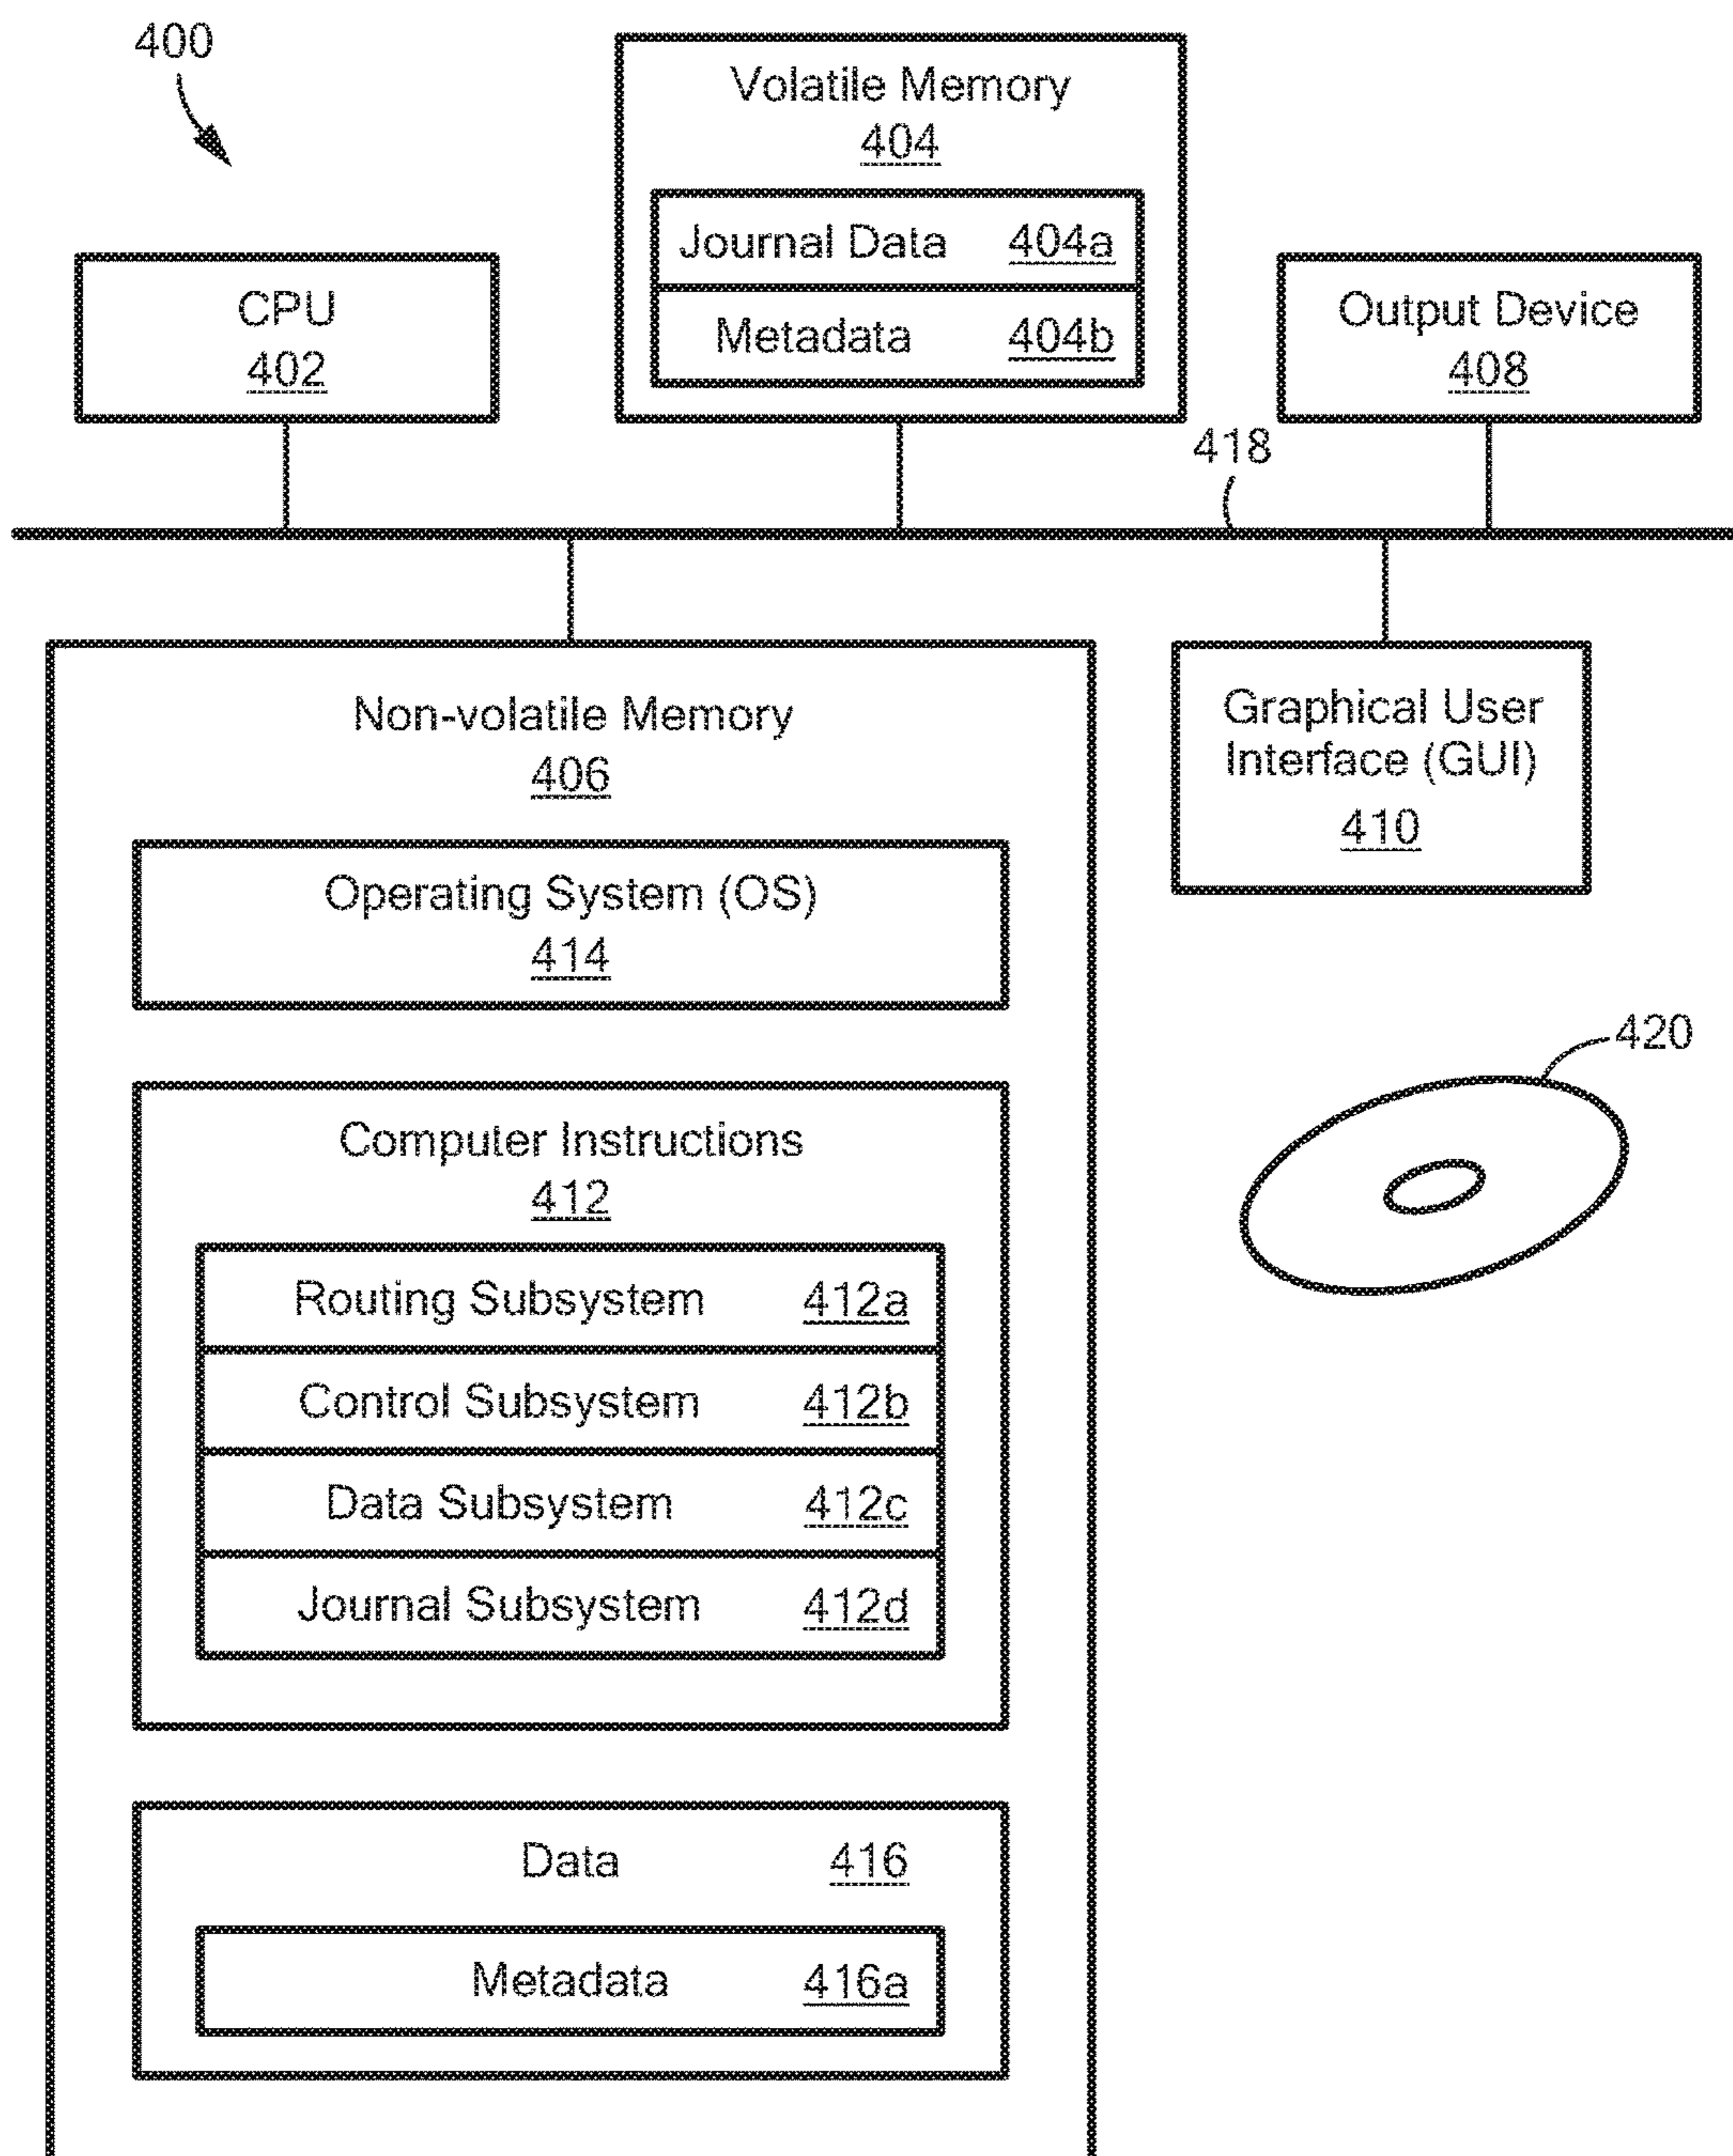 400
Volatile Memory
404
Journal Data 404a
Metadata 404b
CPU
402
Output Device
408
418
Non-volatile Memory
406
Graphical User
Interface (GUI)
410
Operating System (OS)
414
420
Computer Instructions
412
Routing Subsystem 412a
Control Subsystem 412b
Data Subsystem 412c
Journal Subsystem 412d
Data 416
Metadata 416a